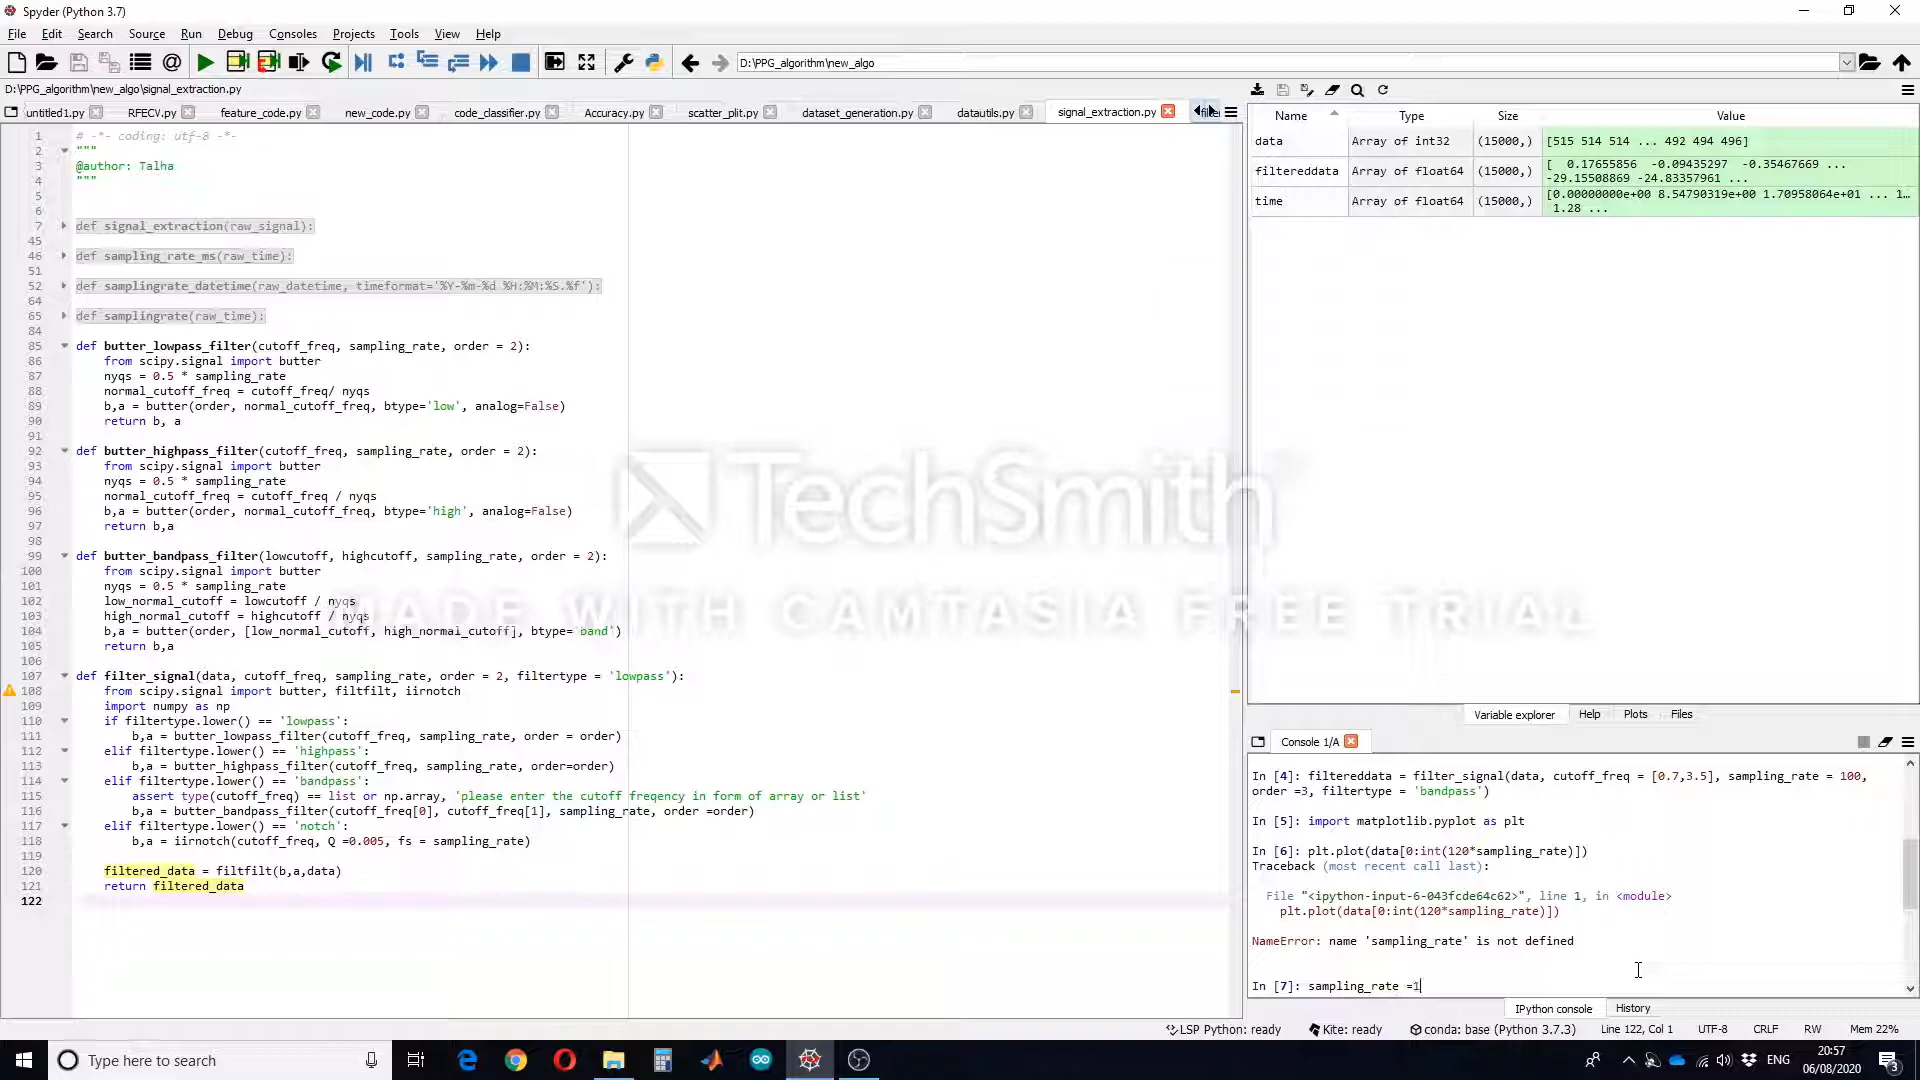 Spyder (Python 3.7)
File Edit Search Source Run Debug Consoles Projects Tools View Help
D:\PPG_algorithm\new_algo
D:\PPG_algorithm\new_algo\signal_extraction.py
untitled1.py RFECV.py feature_code.py new_code.py code_classifier.py Accuracy.py scatter_plit.py dataset_generation.py datautils.py signal_extraction.py
1 # -*- coding: utf-8 -*-
2 """
3 @author: Talha
4 """
5
6
7 def signal_extraction(raw_signal):
45
46 def sampling_rate_ms(raw_time):
51
52 def samplingrate_datetime(raw_datetime, timeformat='%Y-%m-%d %H:%M:%S.%f'):
64
65 def samplingrate(raw_time):
84
85 def butter_lowpass_filter(cutoff_freq, sampling_rate, order = 2):
86 from scipy.signal import butter
87 nyqs = 0.5 * sampling_rate
88 normal_cutoff_freq = cutoff_freq/ nyqs
89 b,a = butter(order, normal_cutoff_freq, btype='low', analog=False)
90 return b, a
91
92 def butter_highpass_filter(cutoff_freq, sampling_rate, order = 2):
93 from scipy.signal import butter
94 nyqs = 0.5 * sampling_rate
95 normal_cutoff_freq = cutoff_freq / nyqs
96 b,a = butter(order, normal_cutoff_freq, btype='high', analog=False)
97 return b,a
98
99 def butter_bandpass_filter(lowcutoff, highcutoff, sampling_rate, order = 2):
100 from scipy.signal import butter
101 nyqs = 0.5 * sampling_rate
102 low_normal_cutoff = lowcutoff / nyqs
103 high_normal_cutoff = highcutoff / nyqs
104 b,a = butter(order, [low_normal_cutoff, high_normal_cutoff], btype='band')
105 return b,a
106
107 def filter_signal(data, cutoff_freq, sampling_rate, order = 2, filtertype = 'lowpass'):
108 from scipy.signal import butter, filtfilt, iirnotch
109 import numpy as np
110 if filtertype.lower() == 'lowpass':
111 b,a = butter_lowpass_filter(cutoff_freq, sampling_rate, order = order)
112 elif filtertype.lower() == 'highpass':
113 b,a = butter_highpass_filter(cutoff_freq, sampling_rate, order=order)
114 elif filtertype.lower() == 'bandpass':
115 assert type(cutoff_freq) == list or np.array, 'please enter the cutoff freqency in form of array or list'
116 b,a = butter_bandpass_filter(cutoff_freq[0], cutoff_freq[1], sampling_rate, order =order)
117 elif filtertype.lower() == 'notch':
118 b,a = iirnotch(cutoff_freq, Q =0.005, fs = sampling_rate)
119
120 filtered_data = filtfilt(b,a,data)
121 return filtered_data
122
TechSmith
MADE WITH CAMTASIA FREE TRIAL
Name Type Size Value
data Array of int32 (15000,) [515 514 514 ... 492 494 496]
filtereddata Array of float64 (15000,) [ 0.17655856 -0.09435297 -0.35467669 ...
-29.15508869 -24.83357961 ...
time Array of float64 (15000,) [0.00000000e+00 8.54790319e+00 1.70958064e+01 ... 1…
1.28 ...
Variable explorer Help Plots Files
Console 1/A
In [4]: filtereddata = filter_signal(data, cutoff_freq = [0.7,3.5], sampling_rate = 100,
order =3, filtertype = 'bandpass')
In [5]: import matplotlib.pyplot as plt
In [6]: plt.plot(data[0:int(120*sampling_rate)])
Traceback (most recent call last):
File "<ipython-input-6-043fcde64c62>", line 1, in <module>
plt.plot(data[0:int(120*sampling_rate)])
NameError: name 'sampling_rate' is not defined
In [7]: sampling_rate =1
IPython console History
LSP Python: ready Kite: ready conda: base (Python 3.7.3) Line 122, Col 1 UTF-8 CRLF RW Mem 22%
Type here to search
ENG
20:57
06/08/2020
3